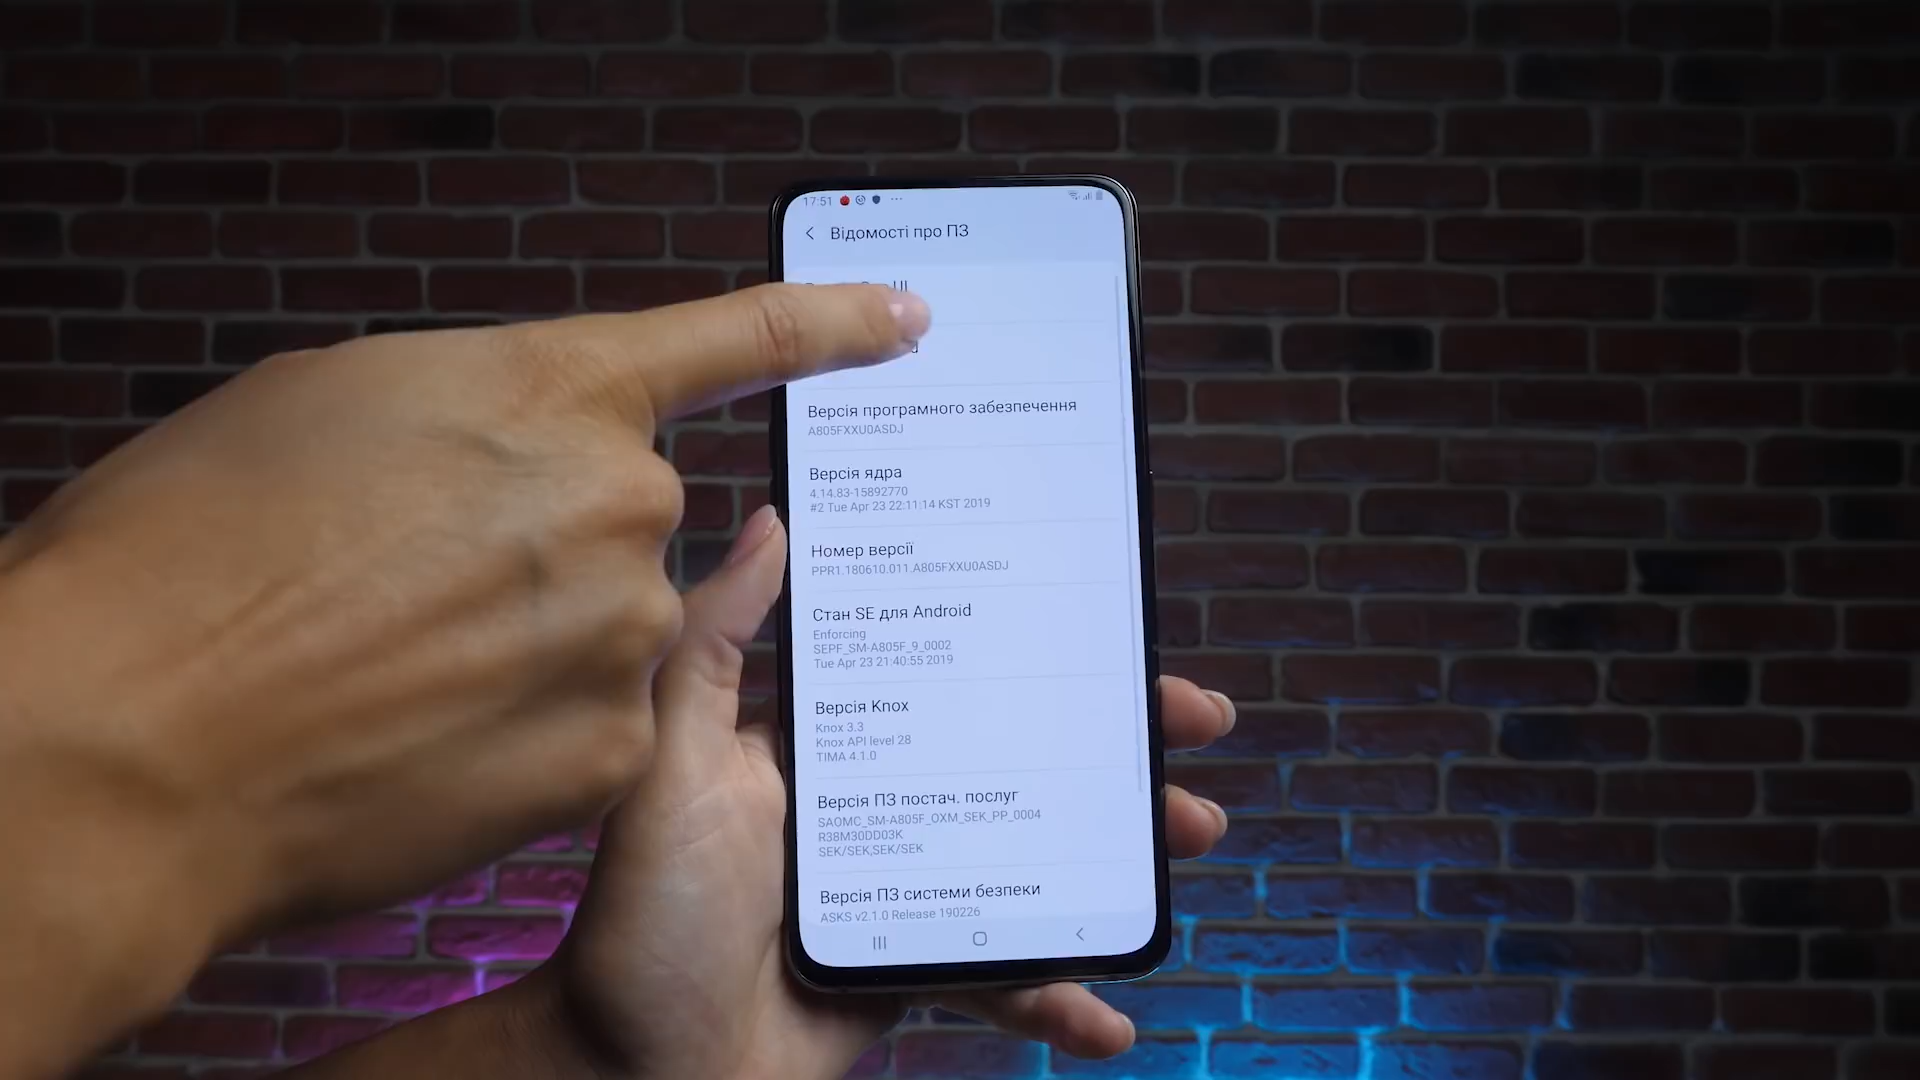 17:51
Відомості про ПЗ
UI
d
Версія програмного забезпечення
A805FXXU0ASDJ
Версія ядра
4.14.83-15892770
#2 Tue Apr 23 22:11:14 KST 2019
Номер версії
PPR1.180610.011.A805FXXU0ASDJ
Стан SE для Android
Enforcing
SEPF_SM-A805F_9_0002
Tue Apr 23 21:40:55 2019
Версія Knox
Knox 3.3
Knox API level 28
TIMA 4.1.0
Версія ПЗ постач. послуг
SAOMC_SM-A805F_OXM_SEK_PP_0004
R38M30DD03K
SEK/SEK,SEK/SEK
Версія ПЗ системи безпеки
ASKS v2.1.0 Release 190226